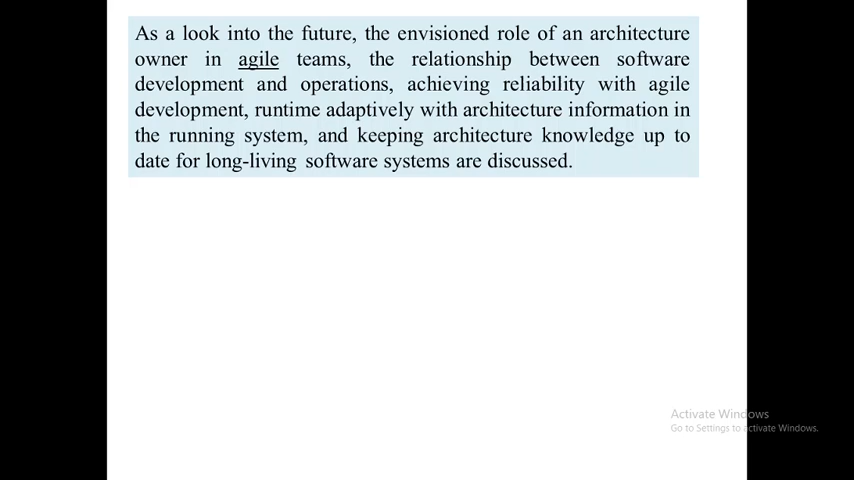 As a look into the future, the envisioned role of an architecture
owner in agile teams, the relationship between software
development and operations, achieving reliability with agile
development, runtime adaptively with architecture information in
the running system, and keeping architecture knowledge up to
date for long-living software systems are discussed.
Activate Windows
Go to Settings to activate Windows.